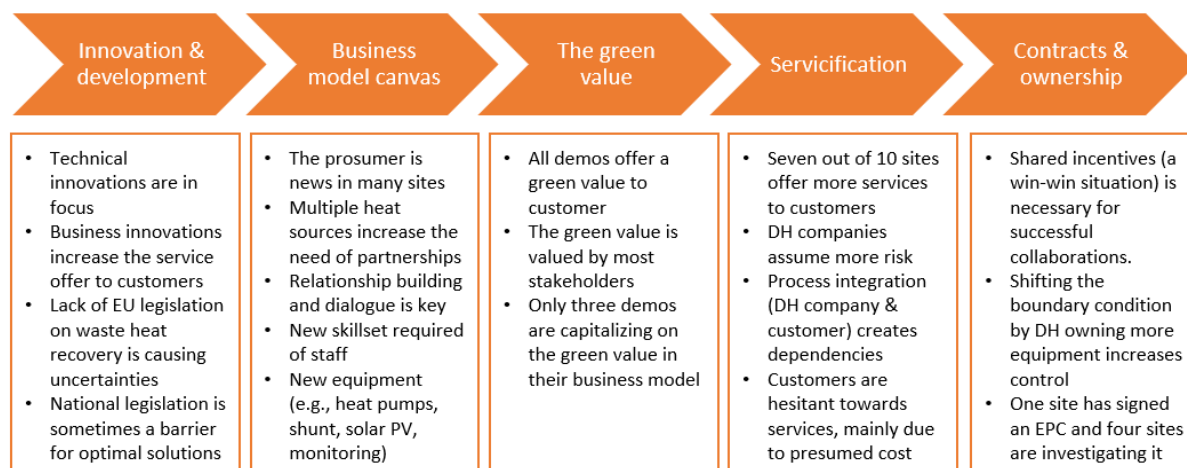 Innovation &
development
Business
model canvas
The green
value
Servicification
Contracts &
ownership
• Technical
innovations are in
focus
• Business innovations
increase the service
offer to customers
• Lack of EU legislation
on waste heat
recovery is causing
uncertainties
• National legislation is
sometimes a barrier
for optimal solutions
• The prosumer is
news in many sites
• Multiple heat
sources increase the
need of partnerships
• Relationship building
and dialogue is key
• New skillset required
of staff
• New equipment
(e.g., heat pumps,
shunt, solar PV,
monitoring)
• All demos offer a
green value to
customer
• The green value is
valued by most
stakeholders
• Only three demos
are capitalizing on
the green value in
their business model
• Seven out of 10 sites
offer more services
to customers
• DH companies
assume more risk
• Process integration
(DH company &
customer) creates
dependencies
• Customers are
hesitant towards
services, mainly due
to presumed cost
• Shared incentives (a
win-win situation) is
necessary for
successful
collaborations.
• Shifting the
boundary condition
by DH owning more
equipment increases
control
• One site has signed
an EPC and four sites
are investigating it